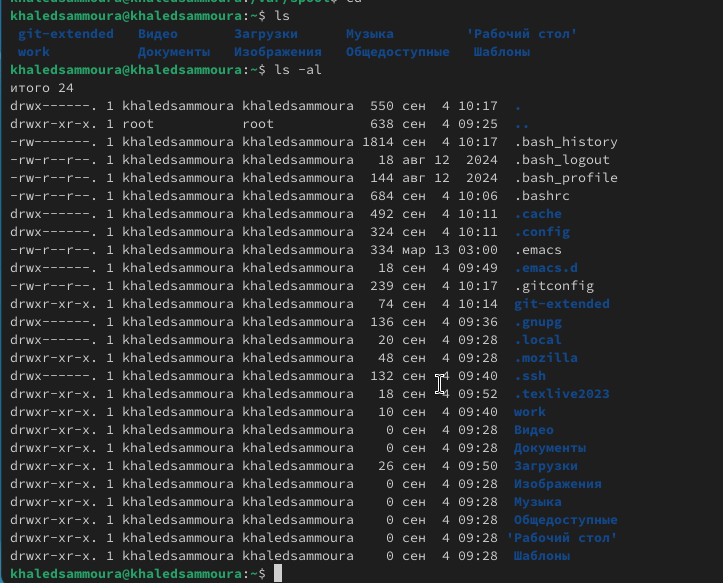 khaledsammoura@khaledsammoura:~$ ls
git-extended   Видео       Загрузки      Музыка         'Рабочий стол'
work           Документы   Изображения   Общедоступные   Шаблоны
khaledsammoura@khaledsammoura:~$ ls -al
итого 24
drwx------. 1 khaledsammoura khaledsammoura  550 сен  4 10:17  .
drwxr-xr-x. 1 root           root            638 сен  4 09:25  ..
-rw-------. 1 khaledsammoura khaledsammoura 1814 сен  4 10:17  .bash_history
-rw-r--r--. 1 khaledsammoura khaledsammoura   18 авг 12  2024  .bash_logout
-rw-r--r--. 1 khaledsammoura khaledsammoura  144 авг 12  2024  .bash_profile
-rw-r--r--. 1 khaledsammoura khaledsammoura  684 сен  4 10:06  .bashrc
drwx------. 1 khaledsammoura khaledsammoura  492 сен  4 10:11  .cache
drwx------. 1 khaledsammoura khaledsammoura  324 сен  4 10:11  .config
-rw-r--r--. 1 khaledsammoura khaledsammoura  334 мар 13 03:00  .emacs
drwx------. 1 khaledsammoura khaledsammoura   18 сен  4 09:49  .emacs.d
-rw-r--r--. 1 khaledsammoura khaledsammoura  239 сен  4 10:17  .gitconfig
drwxr-xr-x. 1 khaledsammoura khaledsammoura   74 сен  4 10:14  git-extended
drwx------. 1 khaledsammoura khaledsammoura  136 сен  4 09:36  .gnupg
drwx------. 1 khaledsammoura khaledsammoura   20 сен  4 09:28  .local
drwxr-xr-x. 1 khaledsammoura khaledsammoura   48 сен  4 09:28  .mozilla
drwx------. 1 khaledsammoura khaledsammoura  132 сен  4 09:40  .ssh
drwxr-xr-x. 1 khaledsammoura khaledsammoura   18 сен  4 09:52  .texlive2023
drwxr-xr-x. 1 khaledsammoura khaledsammoura   10 сен  4 09:40  work
drwxr-xr-x. 1 khaledsammoura khaledsammoura    0 сен  4 09:28  Видео
drwxr-xr-x. 1 khaledsammoura khaledsammoura    0 сен  4 09:28  Документы
drwxr-xr-x. 1 khaledsammoura khaledsammoura   26 сен  4 09:50  Загрузки
drwxr-xr-x. 1 khaledsammoura khaledsammoura    0 сен  4 09:28  Изображения
drwxr-xr-x. 1 khaledsammoura khaledsammoura    0 сен  4 09:28  Музыка
drwxr-xr-x. 1 khaledsammoura khaledsammoura    0 сен  4 09:28  Общедоступные
drwxr-xr-x. 1 khaledsammoura khaledsammoura    0 сен  4 09:28 'Рабочий стол'
drwxr-xr-x. 1 khaledsammoura khaledsammoura    0 сен  4 09:28  Шаблоны
khaledsammoura@khaledsammoura:~$